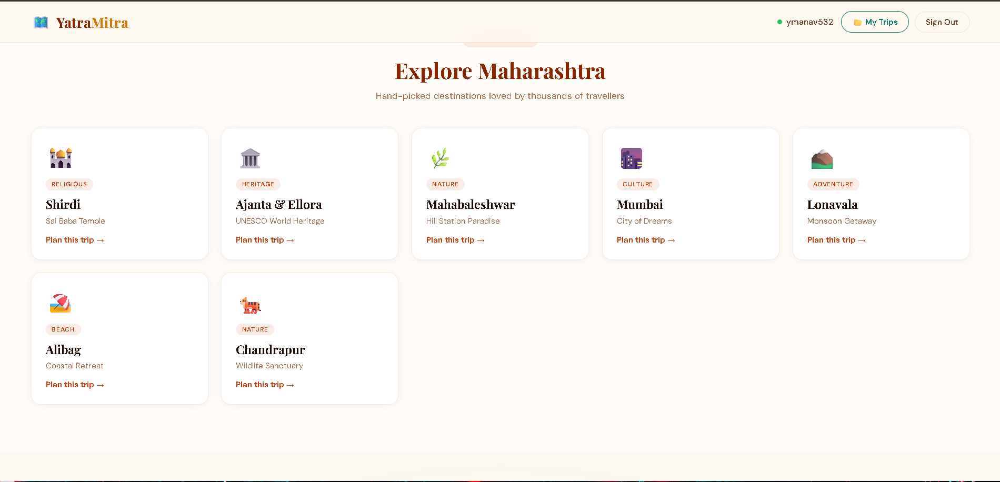 YatraMitra
ymanav532
My Trips
Sign Out
Explore Maharashtra
Hand-picked destinations loved by thousands of travellers
RELIGIOUS
Shirdi
Sai Baba Temple
Plan this trip →
HERITAGE
Ajanta & Ellora
UNESCO World Heritage
Plan this trip →
NATURE
Mahabaleshwar
Hill Station Paradise
Plan this trip →
CULTURE
Mumbai
City of Dreams
Plan this trip →
ADVENTURE
Lonavala
Monsoon Getaway
Plan this trip →
BEACH
Alibag
Coastal Retreat
Plan this trip →
NATURE
Chandrapur
Wildlife Sanctuary
Plan this trip →